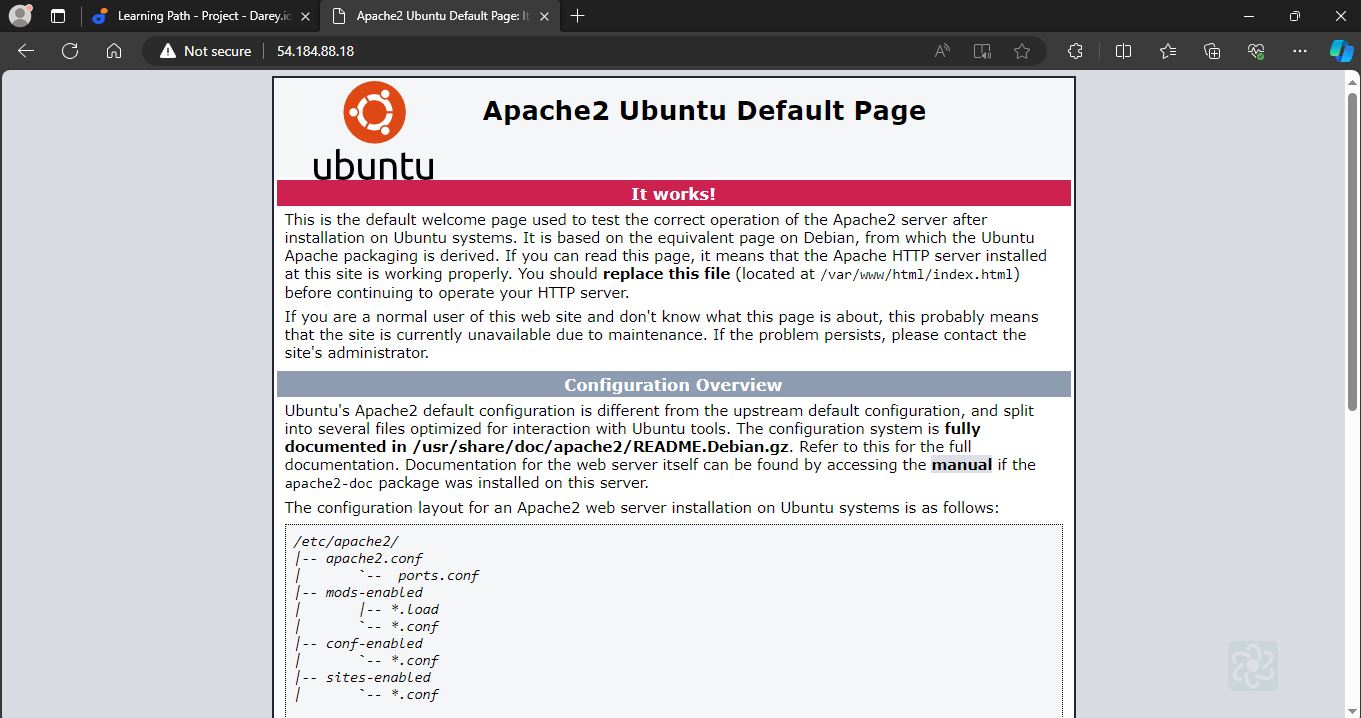 Learning Path - Project - Darey.io
Apache2 Ubuntu Default Page: It
Not secure
54.184.88.18
ubuntu
Apache2 Ubuntu Default Page
It works!
This is the default welcome page used to test the correct operation of the Apache2 server after
installation on Ubuntu systems. It is based on the equivalent page on Debian, from which the Ubuntu
Apache packaging is derived. If you can read this page, it means that the Apache HTTP server installed
at this site is working properly. You should replace this file (located at /var/www/html/index.html)
before continuing to operate your HTTP server.
If you are a normal user of this web site and don't know what this page is about, this probably means
that the site is currently unavailable due to maintenance. If the problem persists, please contact the
site's administrator.
Configuration Overview
Ubuntu's Apache2 default configuration is different from the upstream default configuration, and split
into several files optimized for interaction with Ubuntu tools. The configuration system is fully
documented in /usr/share/doc/apache2/README.Debian.gz. Refer to this for the full
documentation. Documentation for the web server itself can be found by accessing the manual if the
apache2-doc package was installed on this server.
The configuration layout for an Apache2 web server installation on Ubuntu systems is as follows:
/etc/apache2/
|-- apache2.conf
|       `--  ports.conf
|-- mods-enabled
|       |-- *.load
|       `-- *.conf
|-- conf-enabled
|       `-- *.conf
|-- sites-enabled
|       `-- *.conf